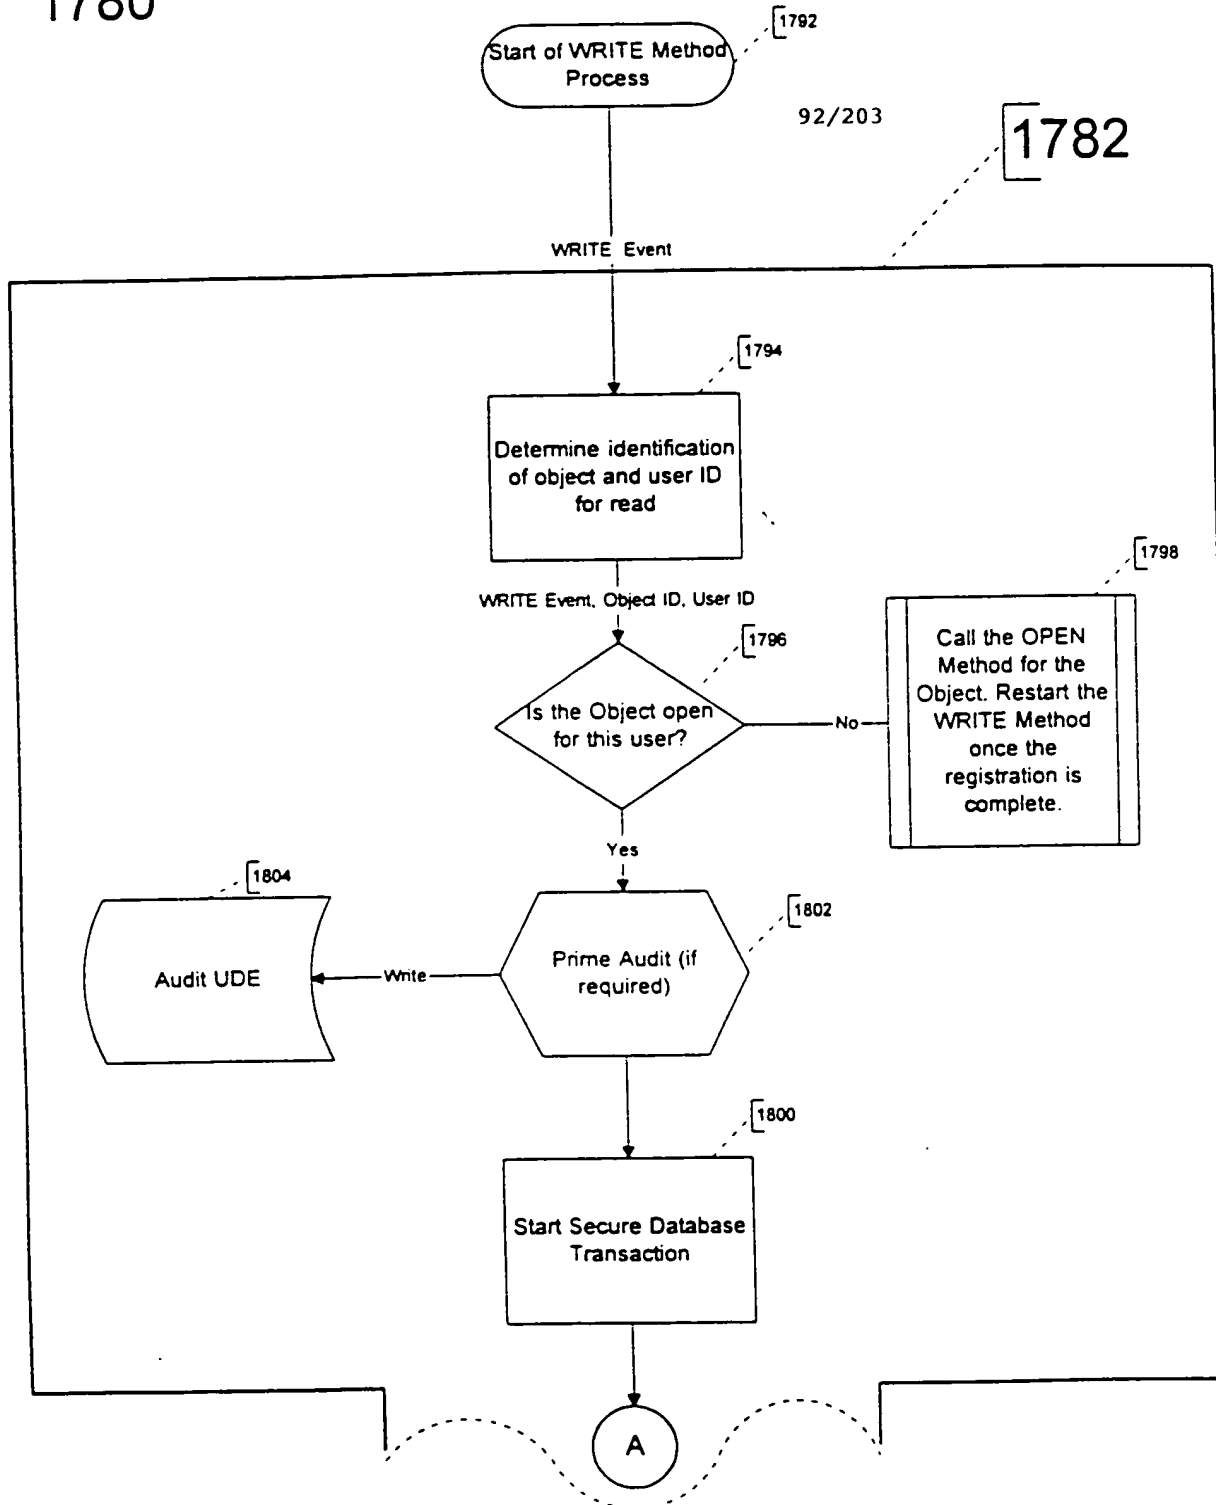 1780
1792
Start of WRITE Method
Process
92/203
1782
WRITE Event
1794
Determine identification
of object and user ID
for read
1798
WRITE Event, Object ID, User ID
1796
Call the OPEN
Method for the
Object. Restart the
WRITE Method
once the
registration is
complete.
Is the Object open
for this user?
No
Yes
1804
1802
Audit UDE
Write
Prime Audit (if
required)
1800
Start Secure Database
Transaction
A